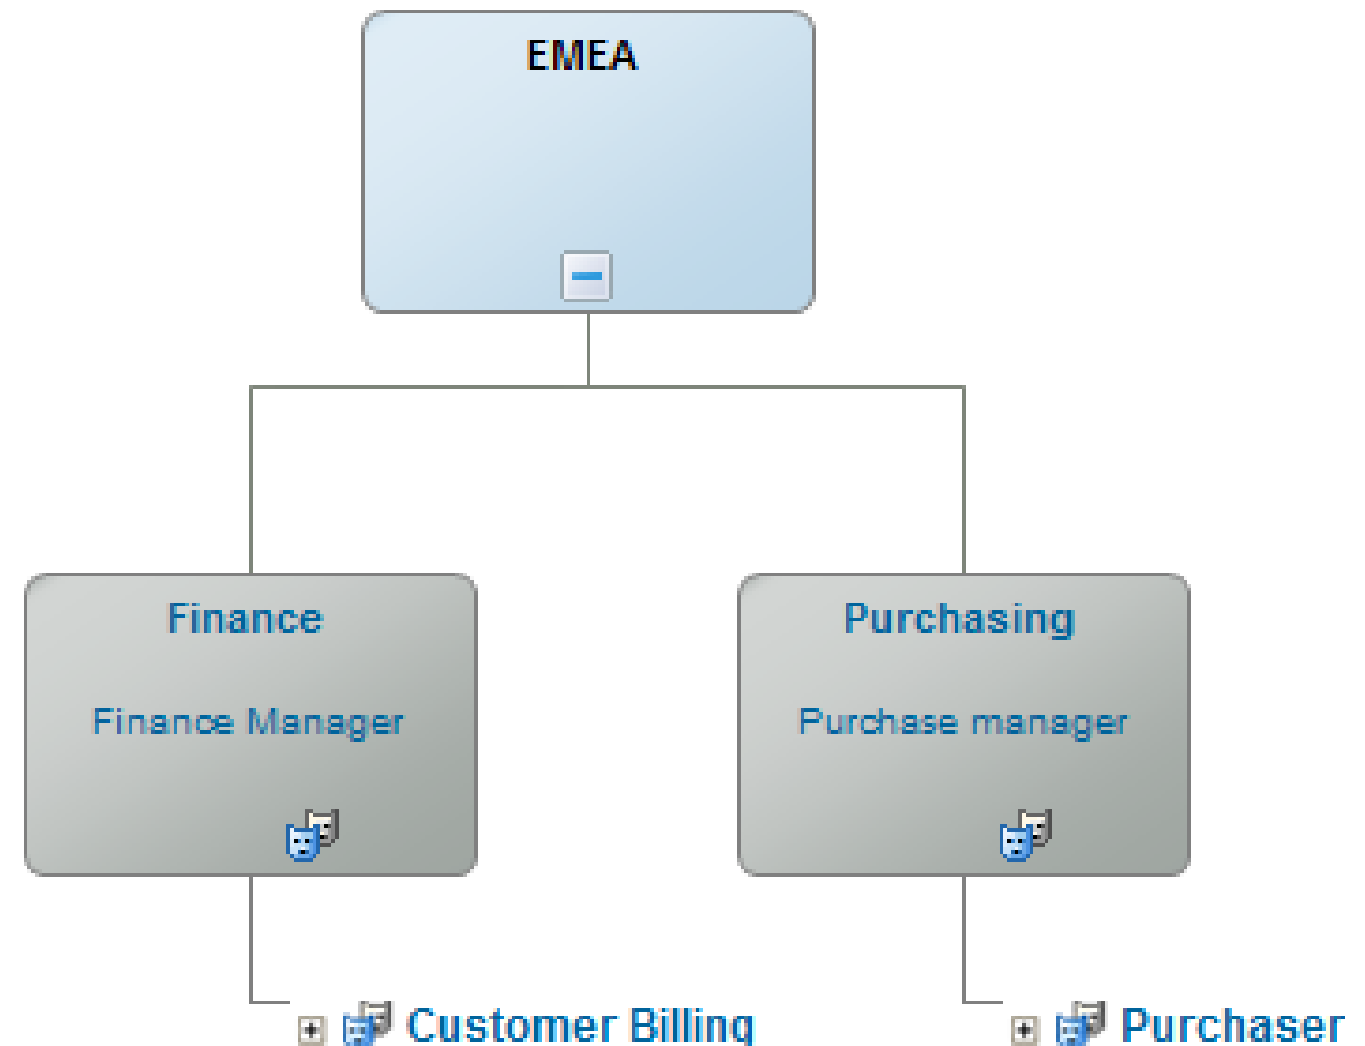 EMEA
Finance
Finance Manager
Purchasing
Purchase manager
Customer Billing
Purchaser